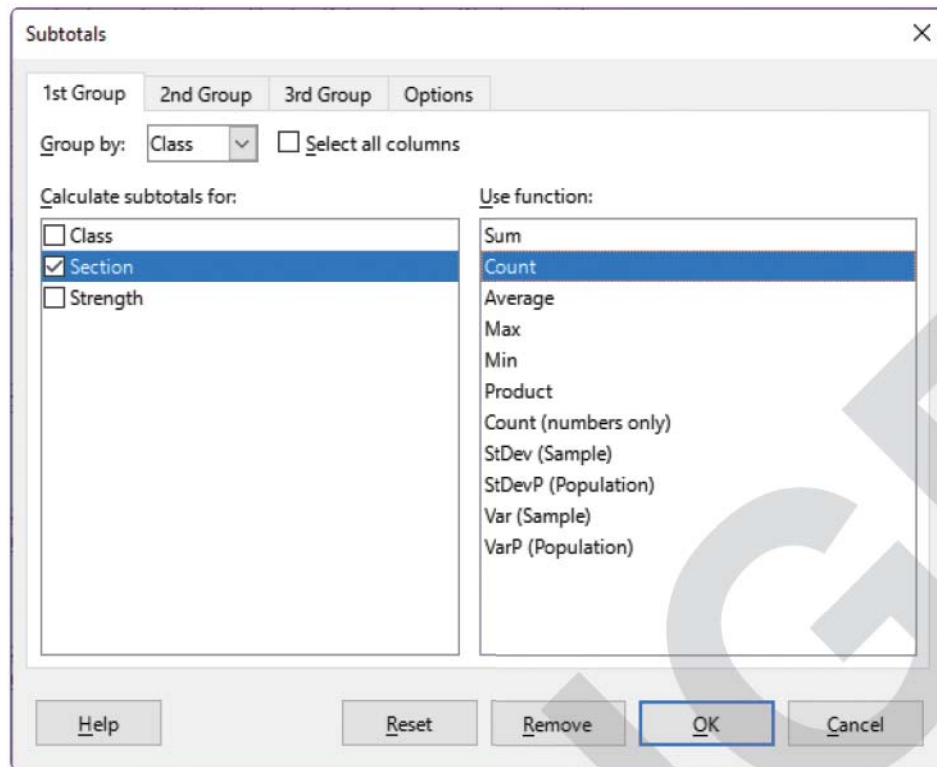 Subtotals
1st Group 2nd Group 3rd Group Options
Group by: Class Select all columns
Calculate subtotals for:
Class
Section
Strength
Use function:
Sum
Count
Average
Max
Min
Product
Count (numbers only)
StDev (Sample)
StDevP (Population)
Var (Sample)
VarP (Population)
Help Reset Remove OK Cancel